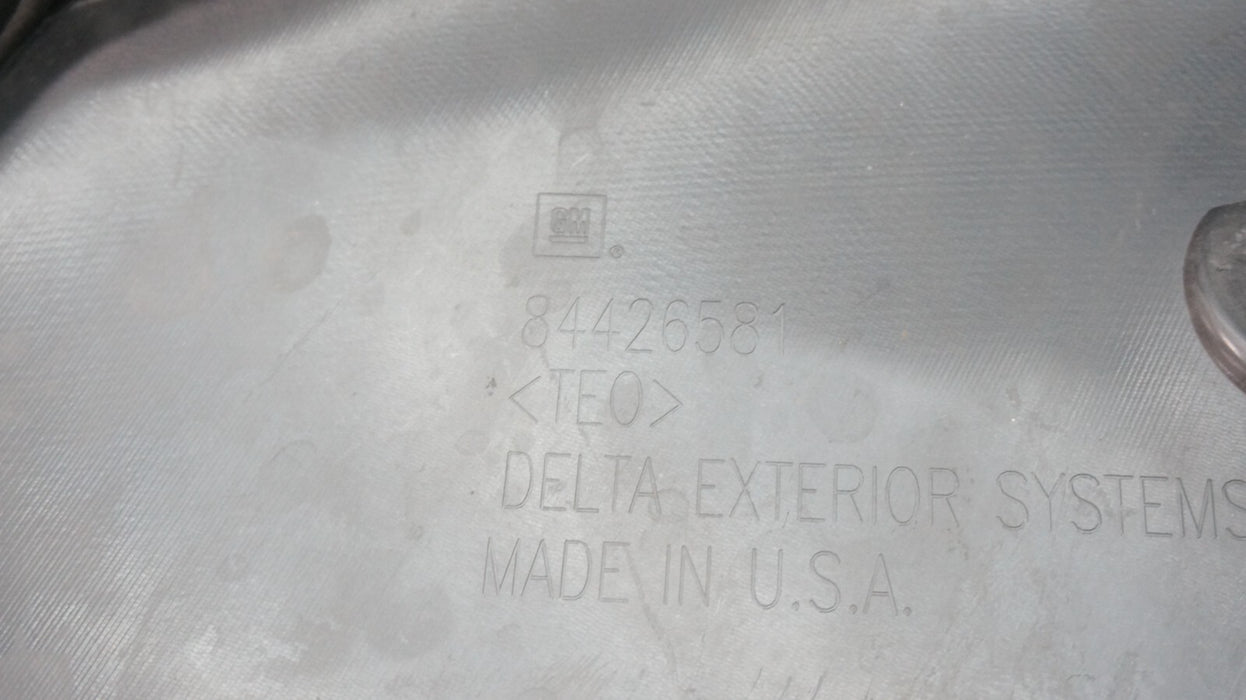 GM ®
84426581
<TEO>
DELTA EXTERIOR SYSTEMS
MADE IN U.S.A.